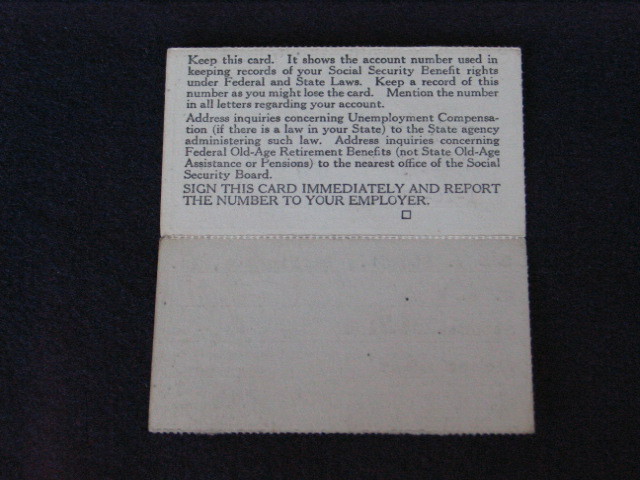 Keep this card. It shows the account number used in
keeping records of your Social Security Benefit rights
under Federal and State Laws. Keep a record of this
number as you might lose the card. Mention the number
in all letters regarding your account.
Address inquiries concerning Unemployment Compensa-
tion (if there is a law in your State) to the State agency
administering such law. Address inquiries concerning
Federal Old-Age Retirement Benefits (not State Old-Age
Assistance or Pensions) to the nearest office of the Social
Security Board.
SIGN THIS CARD IMMEDIATELY AND REPORT
THE NUMBER TO YOUR EMPLOYER.